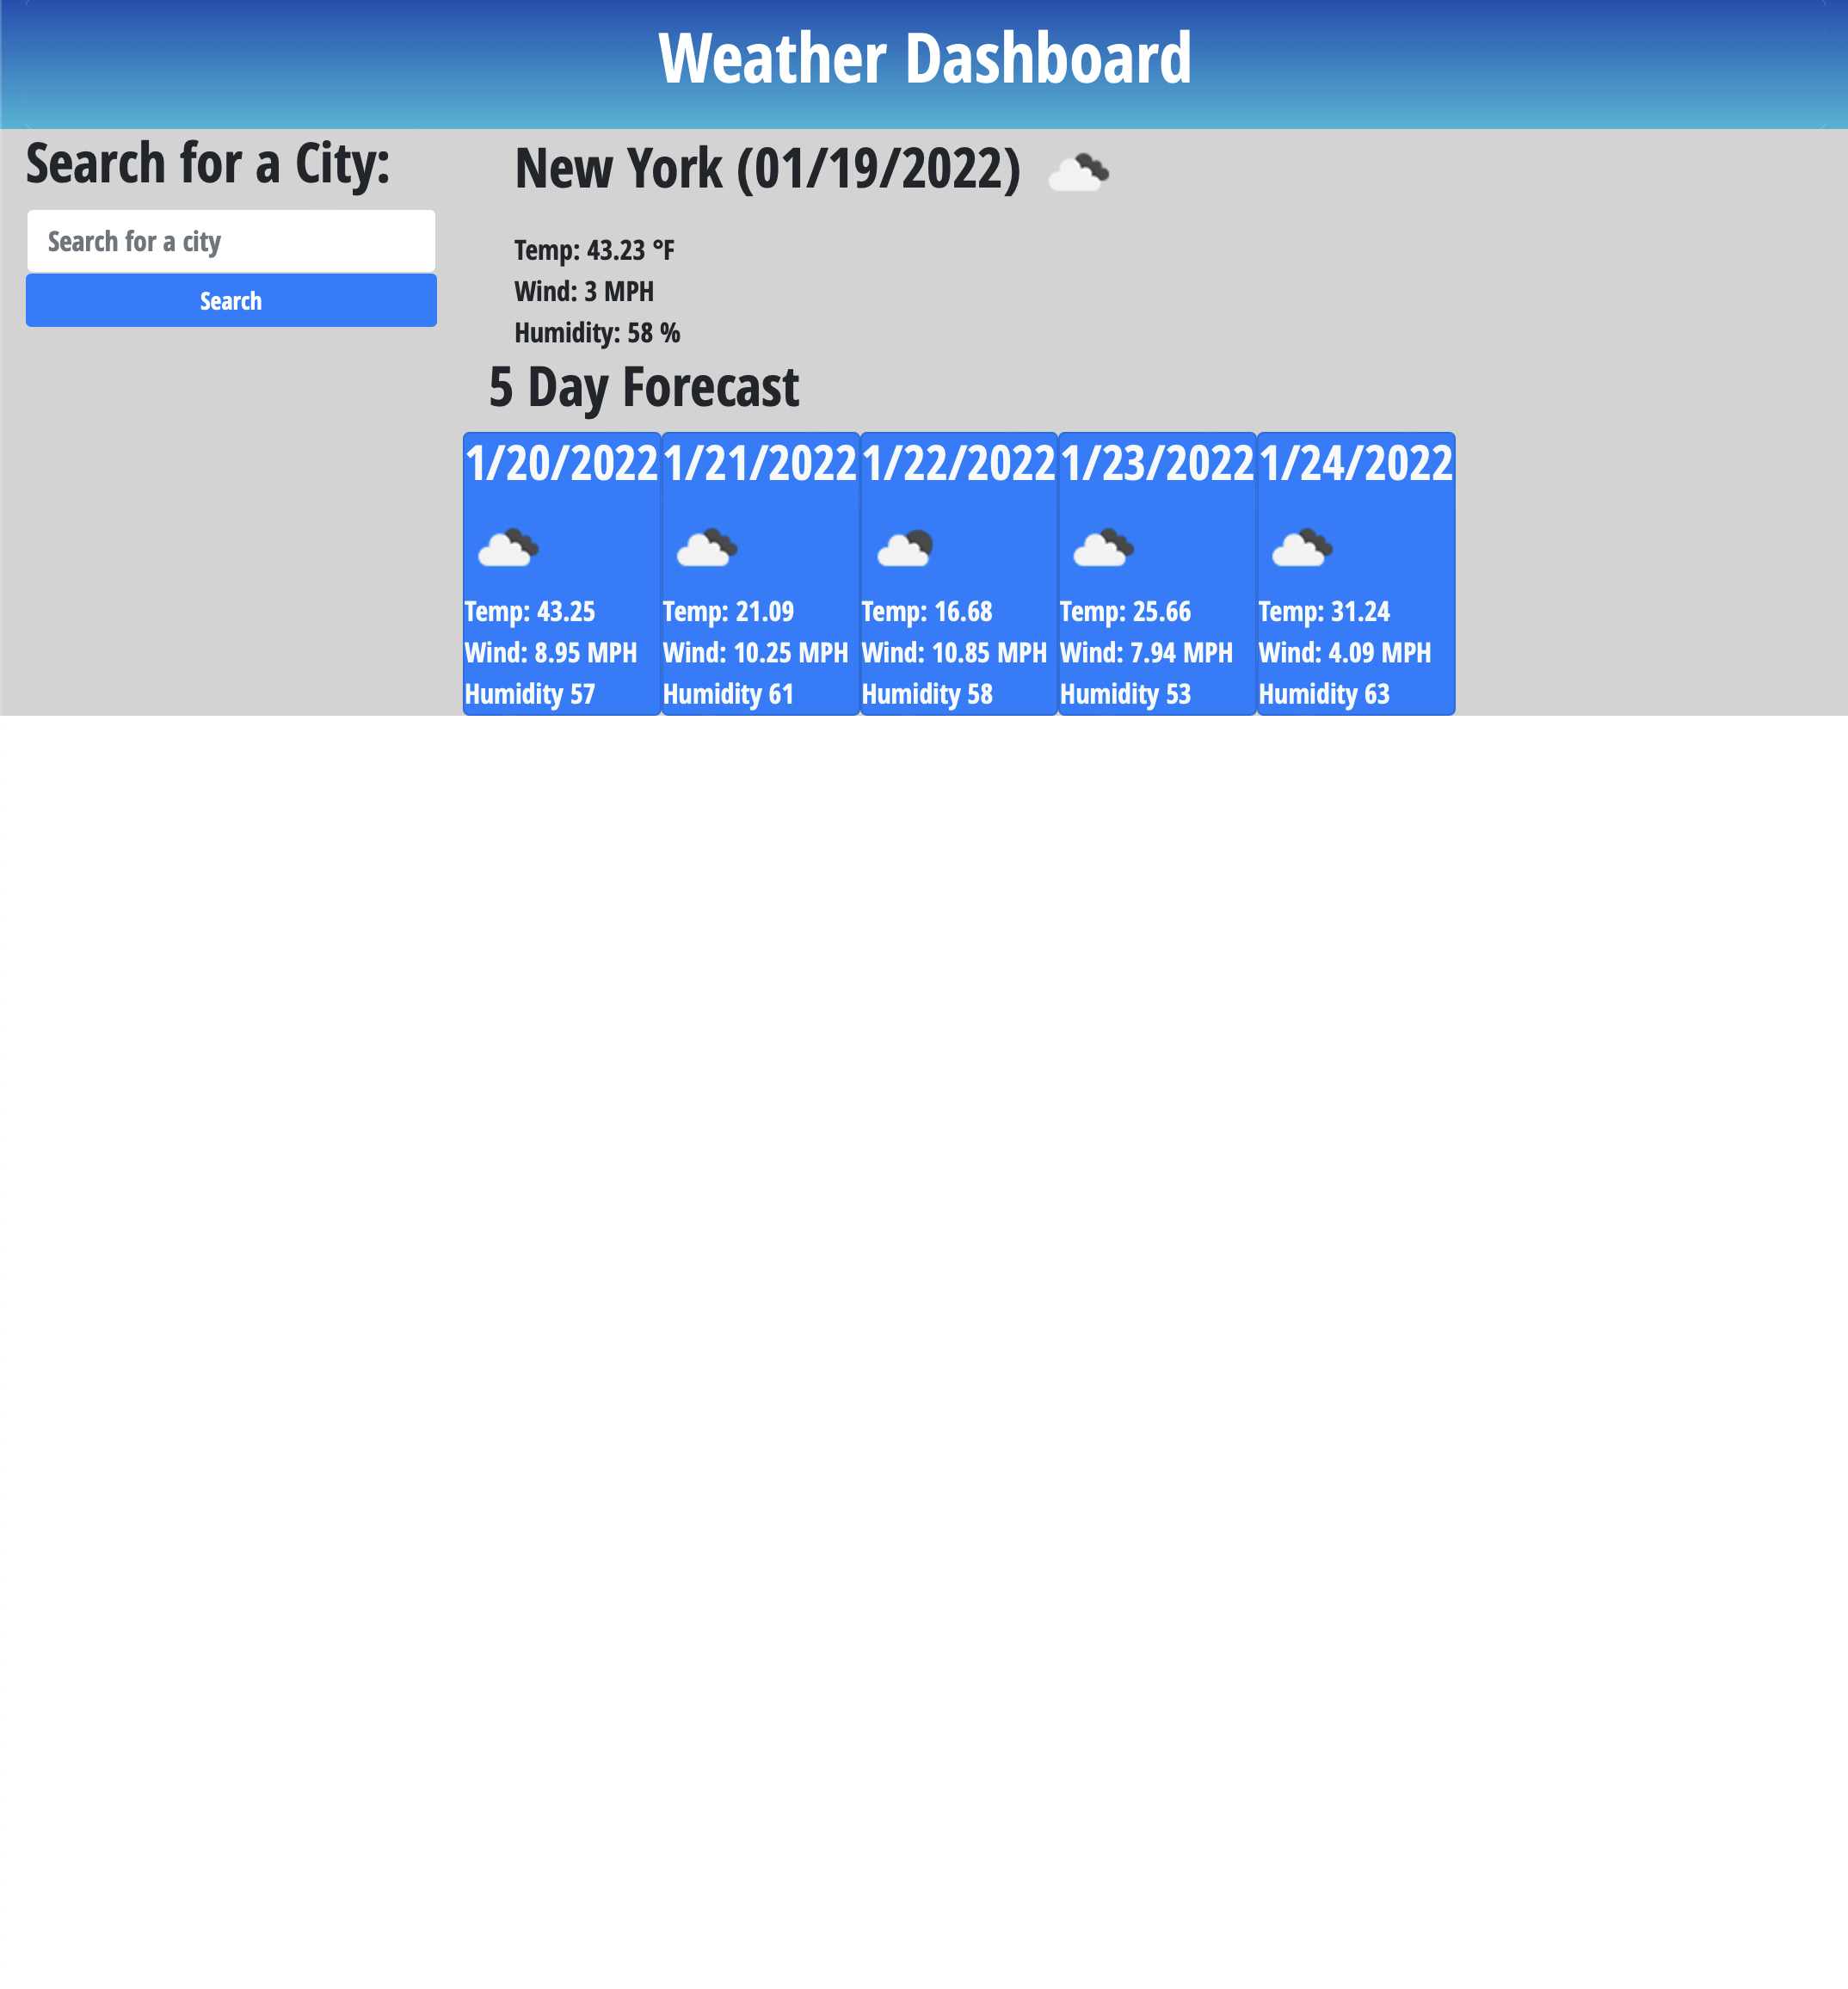 Weather Dashboard
Search for a City:
Search for a city
Search
New York (01/19/2022)
Temp: 43.23 °F
Wind: 3 MPH
Humidity: 58 %
5 Day Forecast
1/20/2022
Temp: 43.25
Wind: 8.95 MPH
Humidity 57
1/21/2022
Temp: 21.09
Wind: 10.25 MPH
Humidity 61
1/22/2022
Temp: 16.68
Wind: 10.85 MPH
Humidity 58
1/23/2022
Temp: 25.66
Wind: 7.94 MPH
Humidity 53
1/24/2022
Temp: 31.24
Wind: 4.09 MPH
Humidity 63